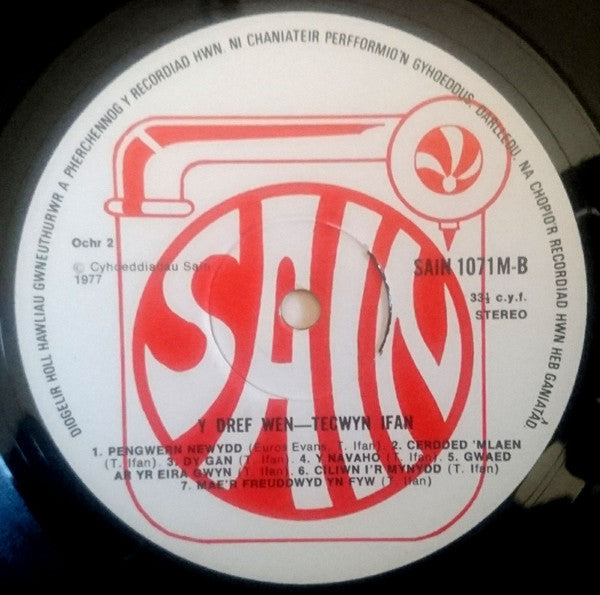 DIOGELIR HOLL HAWLIAU GWNEUTHURWR A PHERCHENNOG Y RECORDIAD HWN. NI CHANIATEIR PERFFORMIO'N GYHOEDDUS, DARLLEDU, NA CHOPIO'R RECORDIAD HWN HEB GANIATÂD
Ochr 2
© Cyhoeddiadau Sain
1977
SAIN
SAIN 1071M-B
33⅓ c.y.f.
STEREO
Y DREF WEN—TECWYN IFAN
1. PENGWERN NEWYDD (Euros Evans, T. Ifan) 2. CERDDED 'MLAEN
(T. Ifan) 3. DY GÂN (T. Ifan) 4. Y NAVAHO (T. Ifan) 5. GWAED
AR YR EIRA GWYN (T. Ifan) 6. CILIWN I'R MYNYDD (T. Ifan)
7. MAE'R FREUDDWYD YN FYW (T. Ifan)